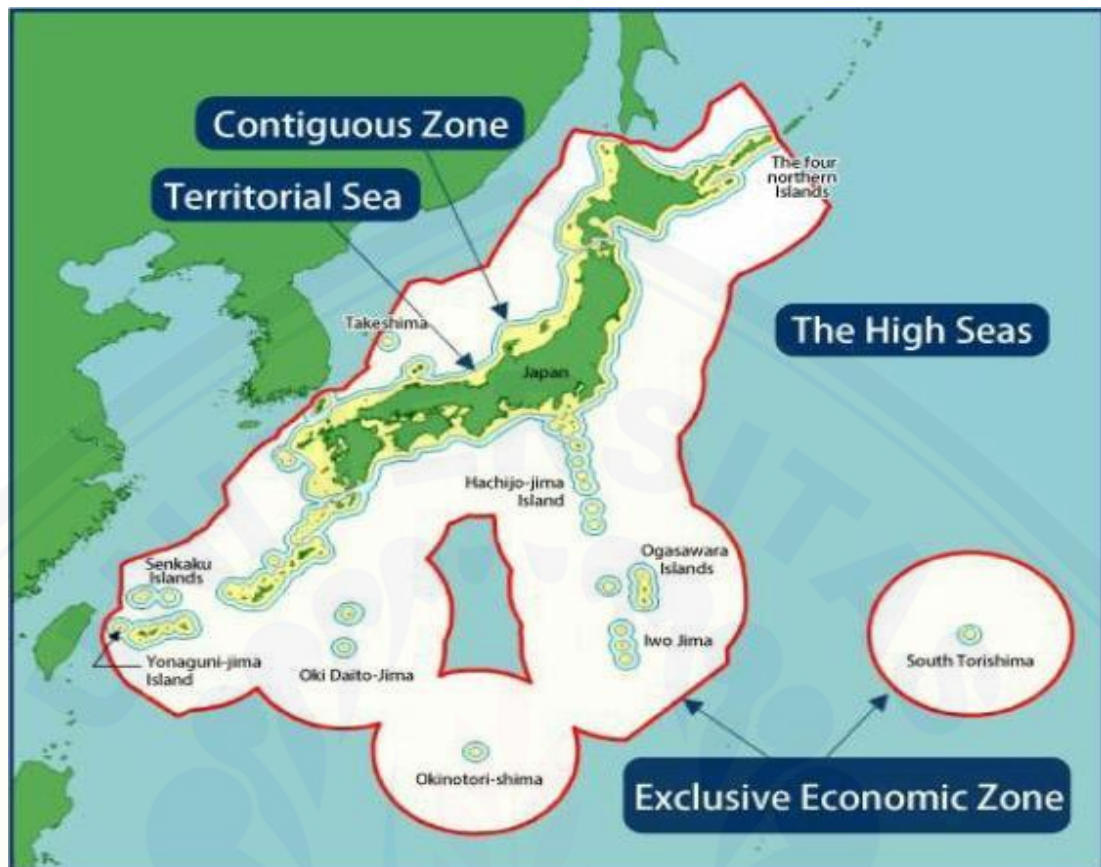 Contiguous Zone
Territorial Sea
The four
northern
Islands
Takeshima
The High Seas
Japan
Hachijo-jima
Island
Senkaku
Islands
Ogasawara
Islands
Yonaguni-jima
Island
Oki Daito-Jima
Iwo Jima
South Torishima
Okinotori-shima
Exclusive Economic Zone